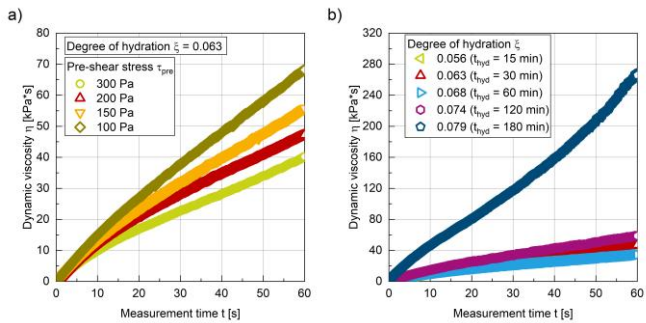 a)
Degree of hydration ξ = 0.063
Pre-shear stress τpre
300 Pa
200 Pa
150 Pa
100 Pa
Dynamic viscosity η [kPa*s]
80
70
60
50
40
30
20
10
0
0 10 20 30 40 50 60
Measurement time t [s]
b)
Degree of hydration ξ
0.056 (thyd = 15 min)
0.063 (thyd = 30 min)
0.068 (thyd = 60 min)
0.074 (thyd = 120 min)
0.079 (thyd = 180 min)
Dynamic viscosity η [kPa*s]
320
280
240
200
160
120
80
40
0
0 10 20 30 40 50 60
Measurement time t [s]